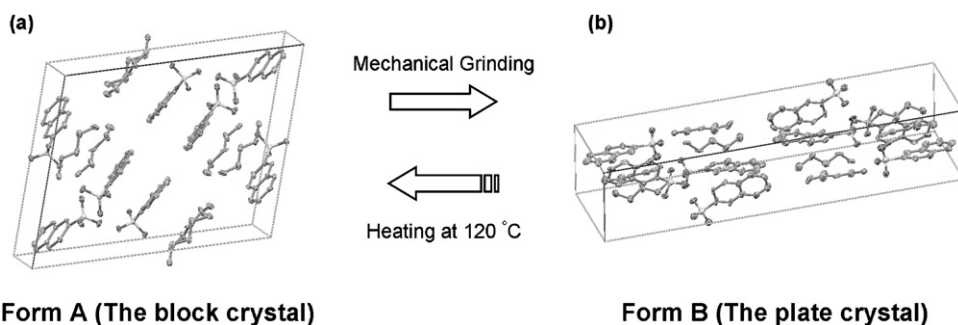 (a)
(b)
Mechanical Grinding
Heating at 120 °C
Form A (The block crystal)
Form B (The plate crystal)